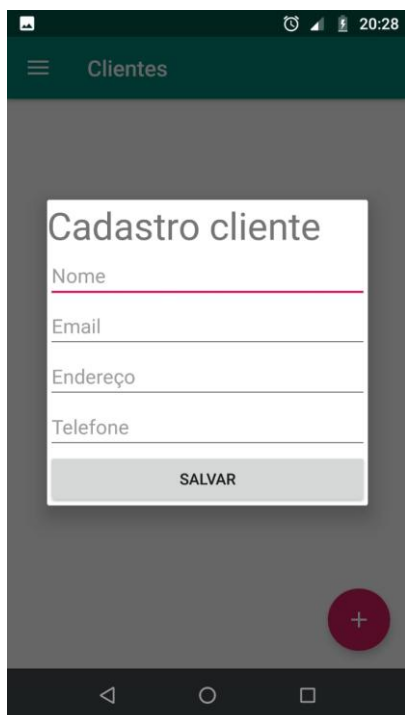 20:28
Clientes
Cadastro cliente
Nome
Email
Endereço
Telefone
SALVAR